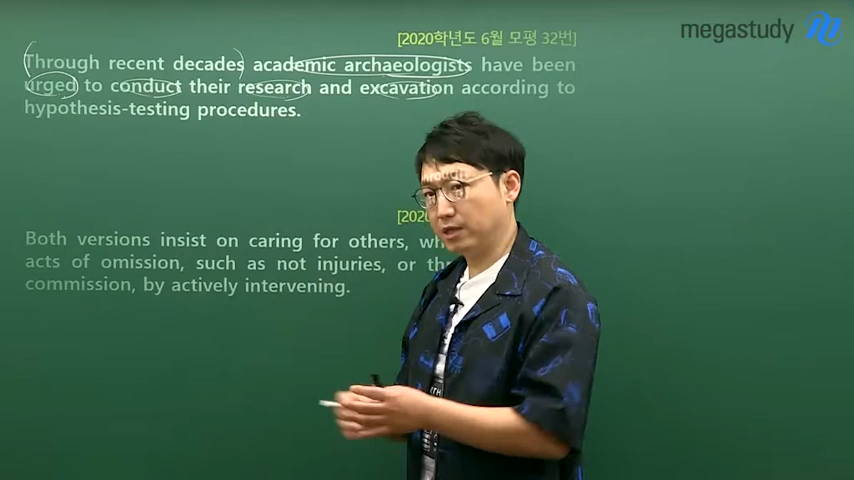 megastudy
[2020학년도 6월 모평 32번]
Through recent decades academic archaeologists have been
urged to conduct their research and excavation according to
hypothesis-testing procedures.
[2020
Both versions insist on caring for others,
acts of omission, such as not injuries, or
commission, by actively intervening.